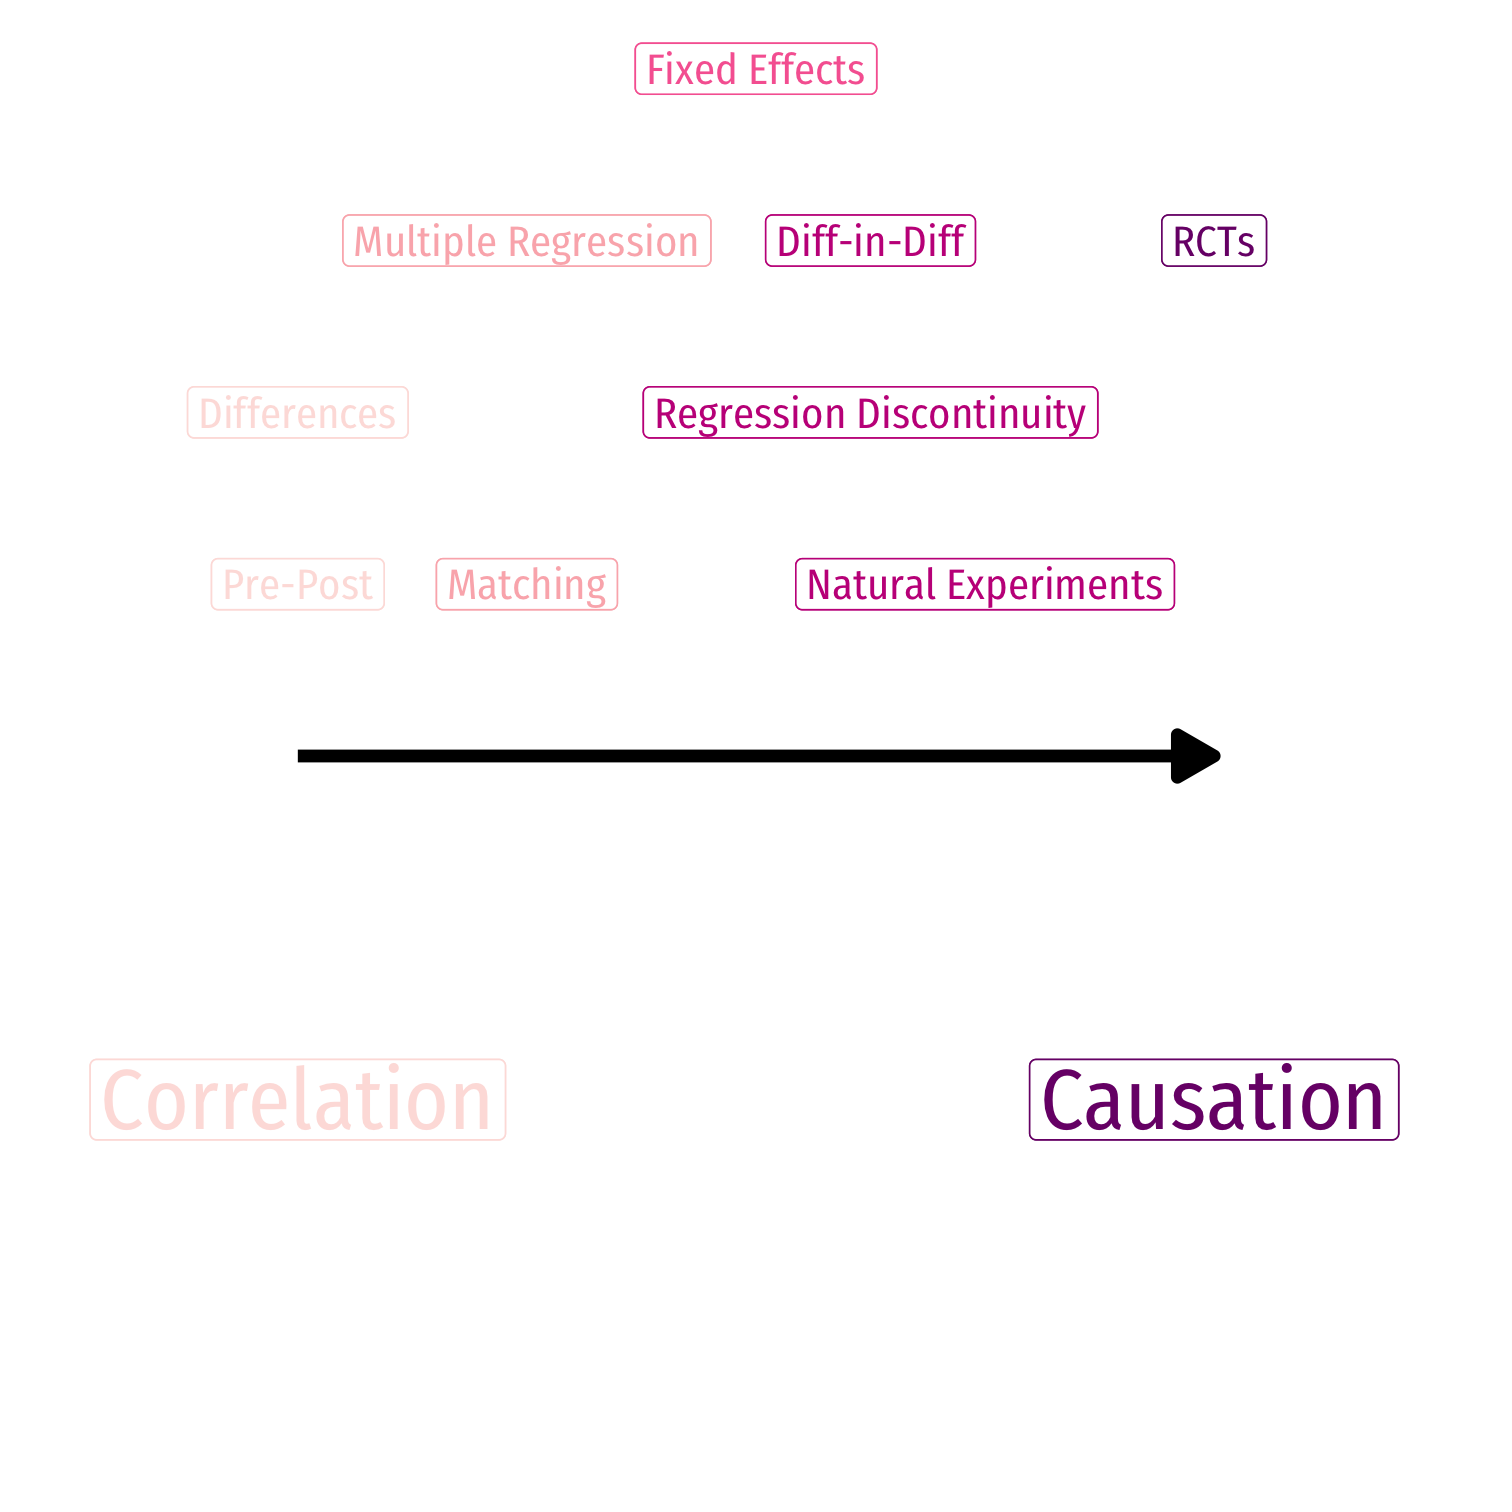 Fixed Effects
Multiple Regression
Diff-in-Diff
RCTs
Differences
Regression Discontinuity
Pre-Post
Matching
Natural Experiments
Correlation
Causation